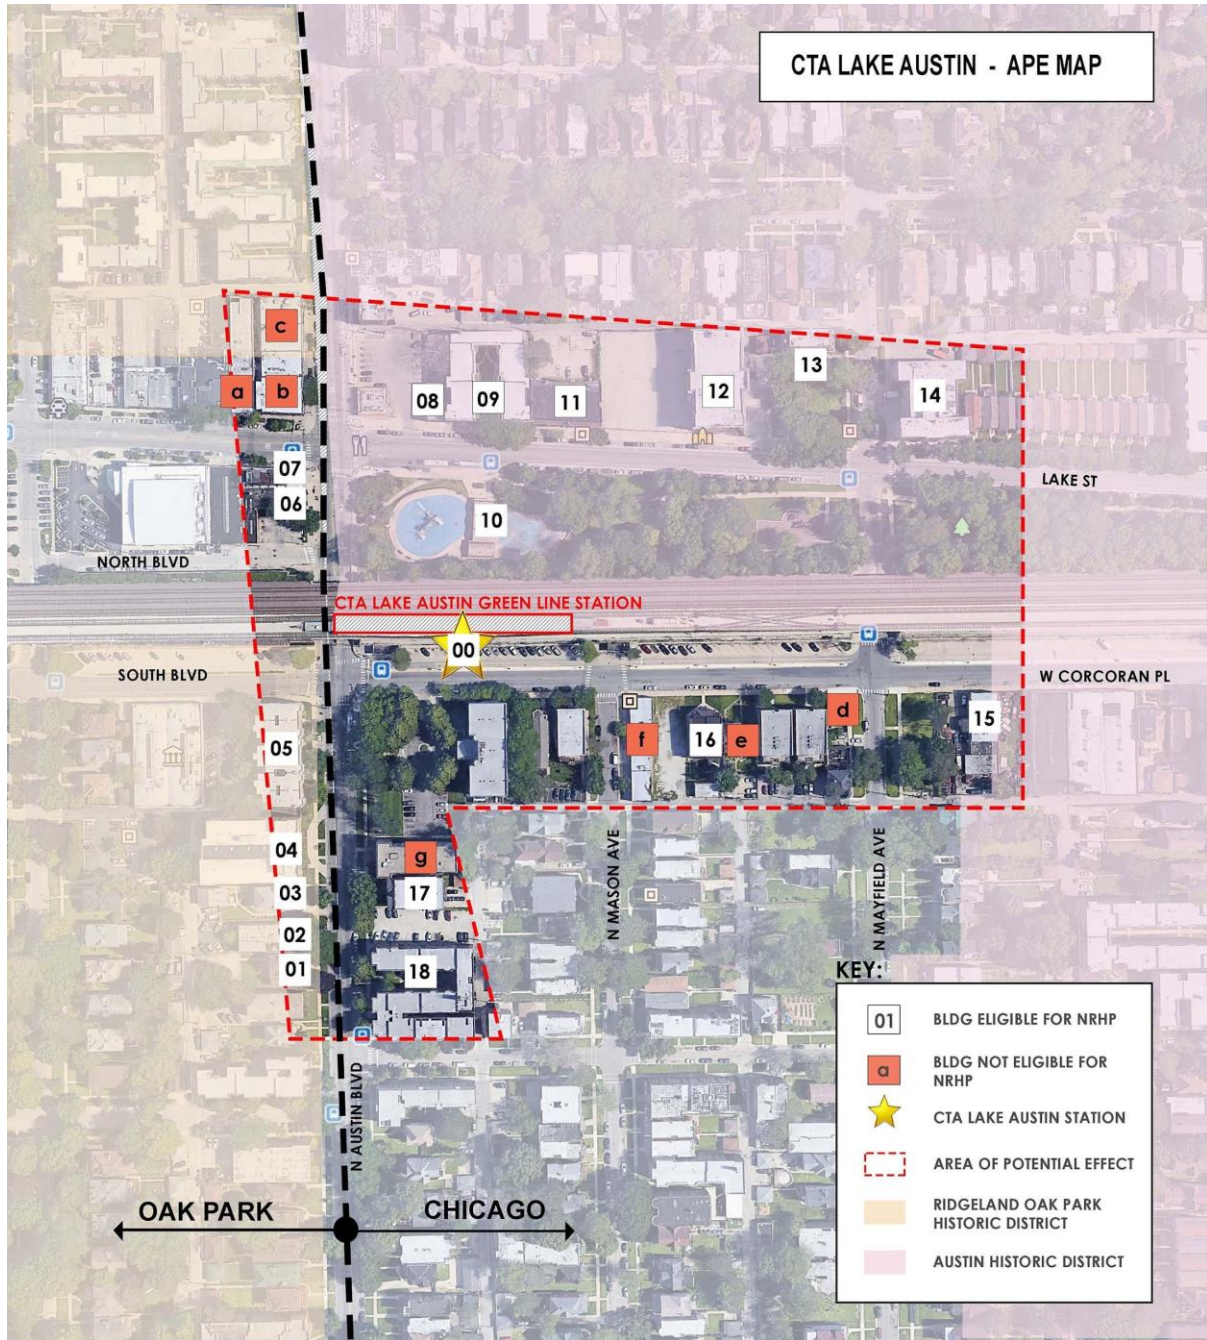 CTA LAKE AUSTIN - APE MAP
c
a
b
08
09
11
12
13
14
07
06
10
LAKE ST
NORTH BLVD
CTA LAKE AUSTIN GREEN LINE STATION
00
SOUTH BLVD
W CORCORAN PL
05
f
16
e
d
15
04
g
03
17
02
01
18
N MASON AVE
N MAYFIELD AVE
N AUSTIN BLVD
OAK PARK
CHICAGO
KEY:
01 BLDG ELIGIBLE FOR NRHP
a BLDG NOT ELIGIBLE FOR
NRHP
CTA LAKE AUSTIN STATION
AREA OF POTENTIAL EFFECT
RIDGELAND OAK PARK
HISTORIC DISTRICT
AUSTIN HISTORIC DISTRICT